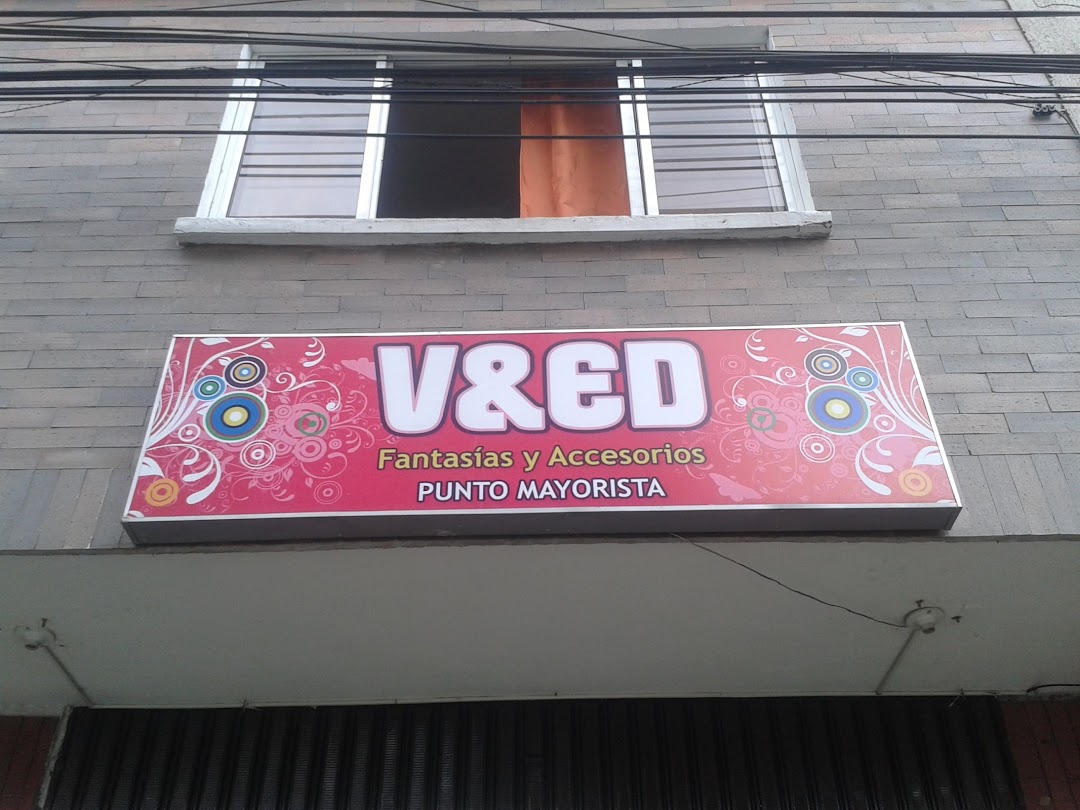 V&ED
Fantasías y Accesorios
PUNTO MAYORISTA